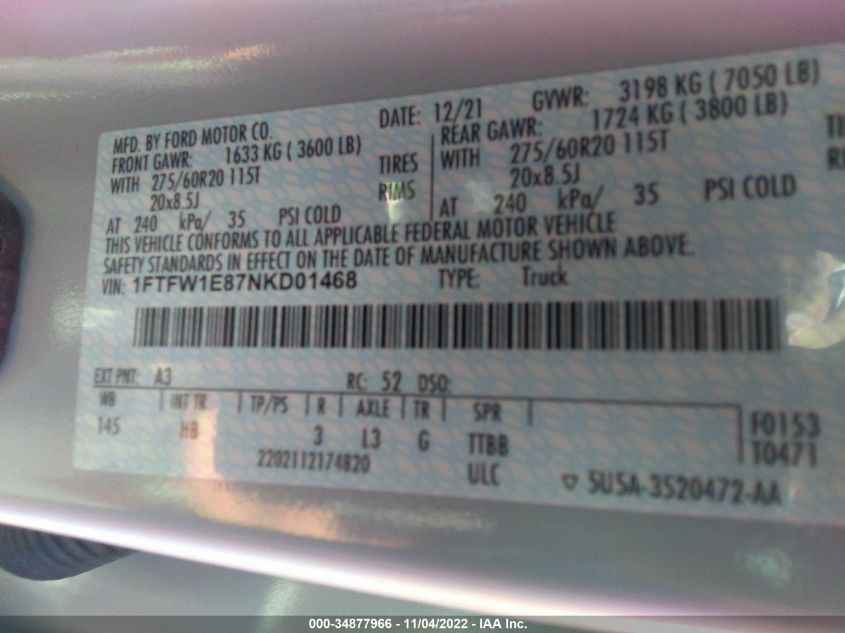 MFD. BY FORD MOTOR CO.
DATE: 12/21 GVWR: 3198 KG ( 7050 LB)
FRONT GAWR: 1633 KG ( 3600 LB)
REAR GAWR: 1724 KG ( 3800 LB)
WITH 275/60R20 115T TIRES WITH 275/60R20 115T
20x8.5J RIMS 20x8.5J
AT 240 kPa/ 35 PSI COLD AT 240 kPa/ 35 PSI COLD
THIS VEHICLE CONFORMS TO ALL APPLICABLE FEDERAL MOTOR VEHICLE
SAFETY STANDARDS IN EFFECT ON THE DATE OF MANUFACTURE SHOWN ABOVE.
VIN: 1FTFW1E87NKD01468 TYPE: Truck
EXT PNT: A3 RC: 52 DSO:
WB INT TR TP/PS R AXLE TR SPR
145 HB 3 L3 G TTBB
F0153
T0471
2202112174820 ULC
5USA-3520472-AA
000-34877966 - 11/04/2022 - IAA Inc.